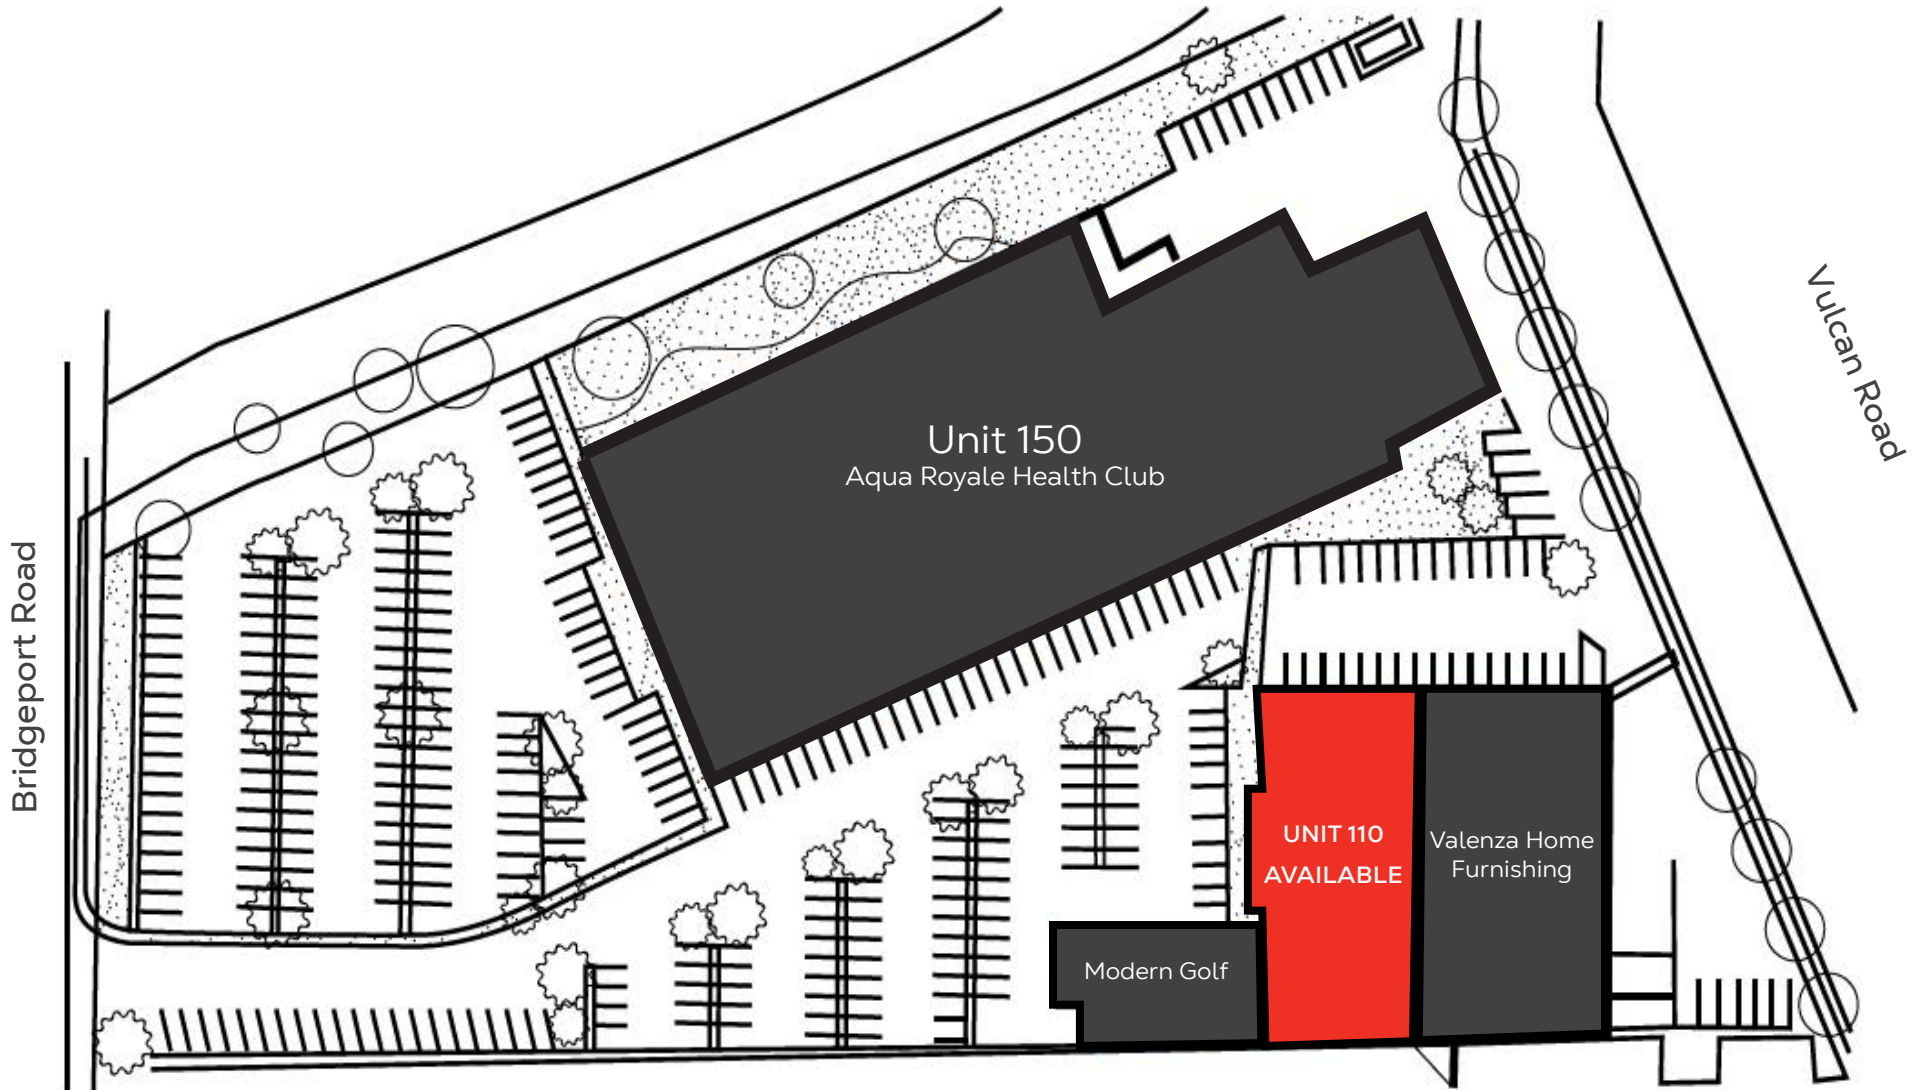 Unit 150
Aqua Royale Health Club
Vulcan Road
Bridgeport Road
UNIT 110
AVAILABLE
Valenza Home
Furnishing
Modern Golf